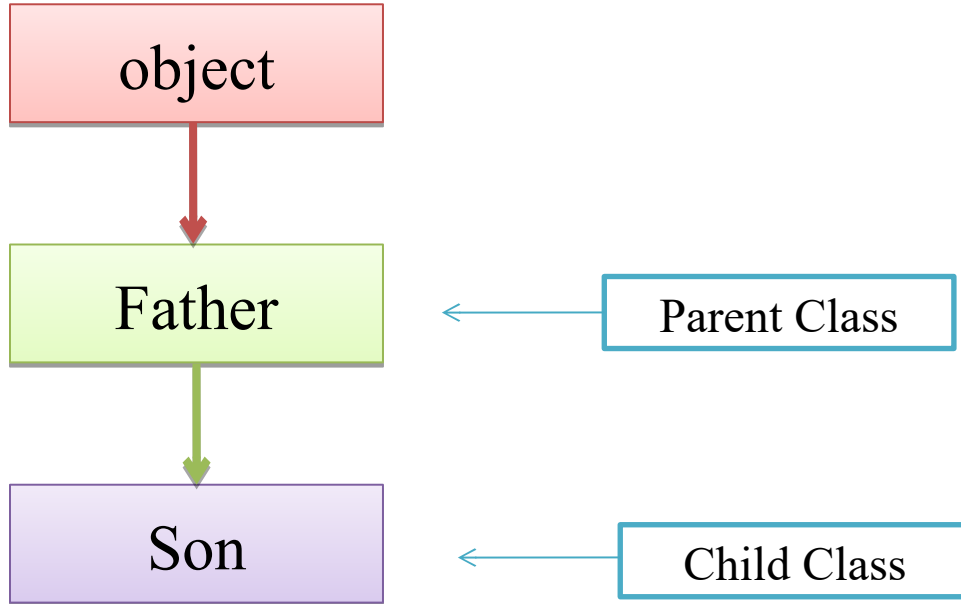 object
Father
Parent Class
Son
Child Class